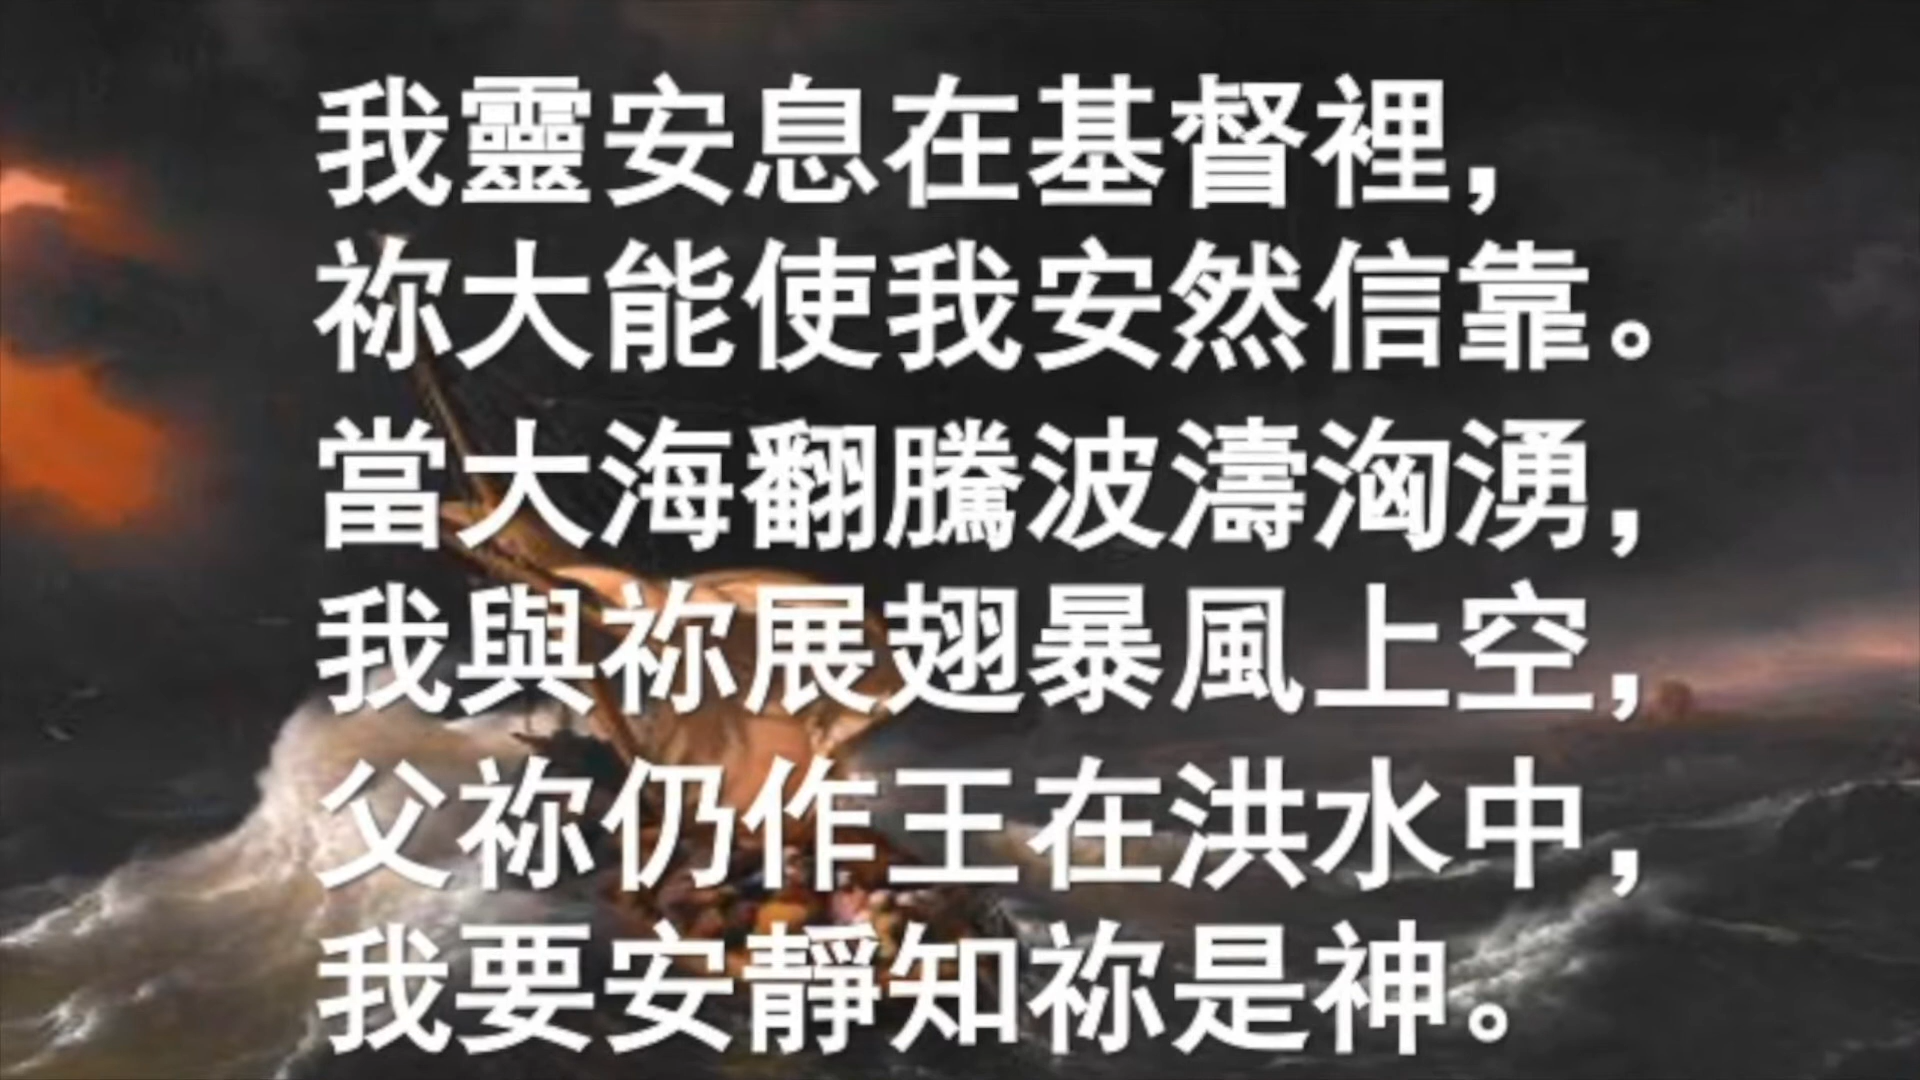 我靈安息在基督裡，
祢大能使我安然信靠。
當大海翻騰波濤洶湧，
我與祢展翅暴風上空，
父祢仍作王在洪水中，
我要安靜知祢是神。